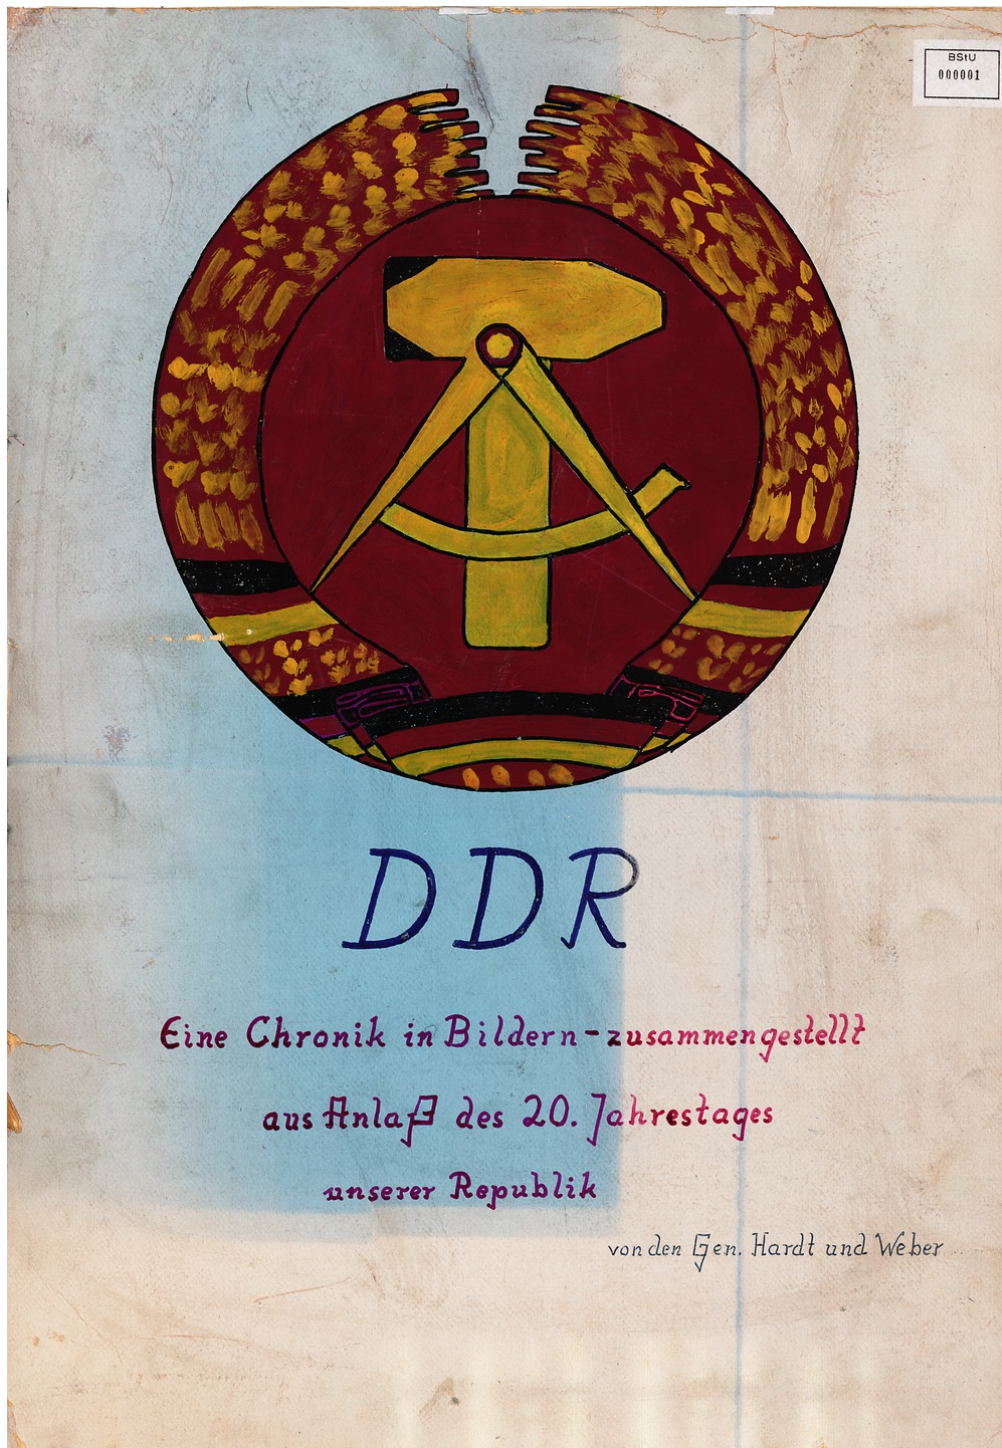 BStU
000001
DDR
Eine Chronik in Bildern - zusammengestellt
aus Anlaß des 20. Jahrestages
unserer Republik
von den Gen. Hardt und Weber